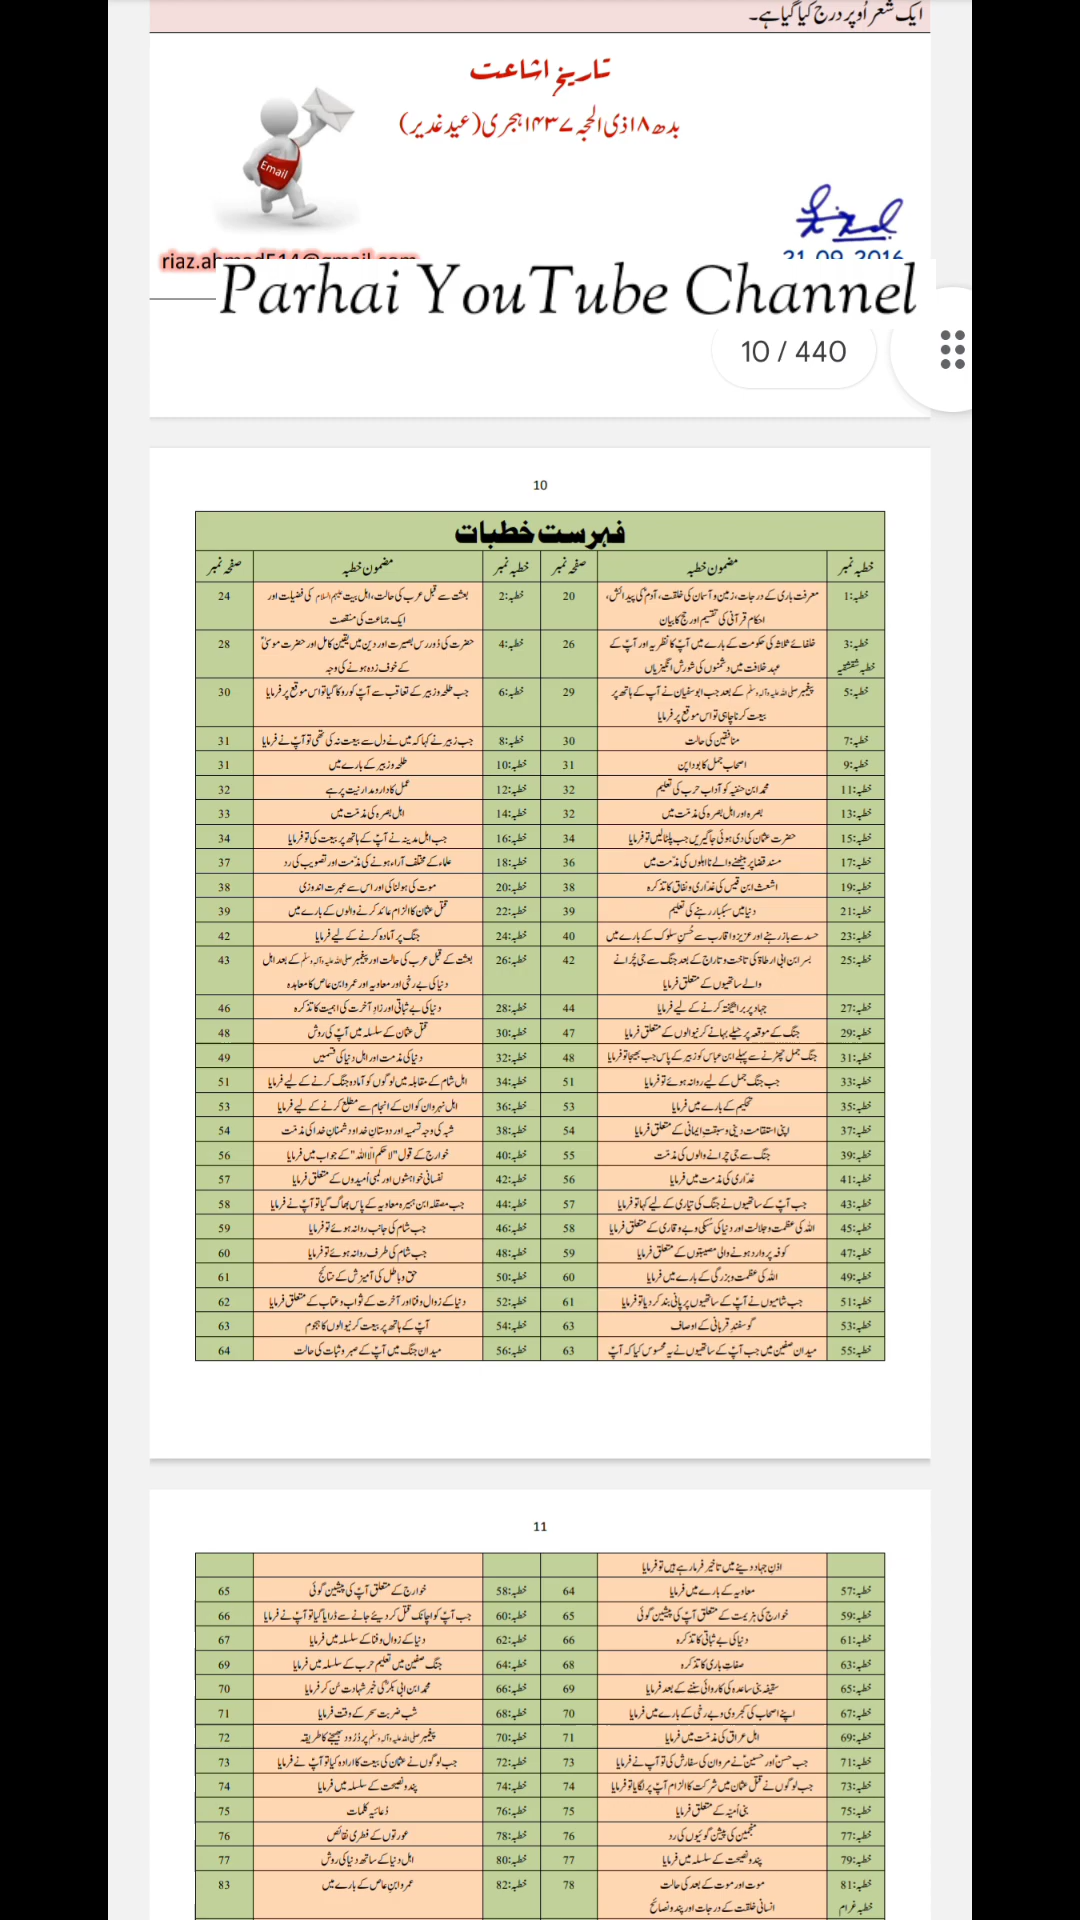 ایک شعر اُوپر درج کیا گیا ہے۔
تاریخِ اشاعت
بدھ ۱۸ ذی الحجہ ۱۴۳۷ ہجری (عید غدیر)
Email
21.09.2016
Parhai YouTube Channel
10 / 440
10
فہرست خطبات
خطبہ نمبر مضمون خطبہ صفحہ نمبر خطبہ نمبر مضمون خطبہ صفحہ نمبر
خطبہ:1 معرفت باری کے درجات، زمین و آسمان کی خلقت، آدمؑ کی پیدائش، 20 خطبہ:2 بعثت سے قبل عرب کی حالت، اہل بیت علیہم السلام کی فضیلت اور 24
احکام قرآنی کی تقسیم اور حج کا بیان ایک جماعت کی منقصت
خطبہ:3 خلفائے ثلاثہ کی حکومت کے بارے میں آپؑ کا نظریہ اور آپؑ کے 26 خطبہ:4 حضرت کی دُور رس بصیرت اور دین میں یقین کامل اور حضرت موسیٰؑ 28
خطبہ شقشقیہ عہد خلافت میں دشمنوں کی شورش انگیزیاں کے خوف زدہ ہونے کی وجہ
خطبہ:5 پیغمبر صلی اللہ علیہ وآلہ وسلم کے بعد جب ابو سفیان نے آپ کے ہاتھ پر 29 خطبہ:6 جب طلحہ و زبیر کے تعاقب سے آپؑ کو روکا گیا تو اس موقع پر فرمایا 30
بیعت کرنا چاہی تو اس موقع پر فرمایا
خطبہ:7 منافقین کی حالت 30 خطبہ:8 جب زبیر نے کہا کہ میں نے دل سے بیعت نہ کی تھی تو آپؑ نے فرمایا 31
خطبہ:9 اصحاب جمل کا بودا پن 31 خطبہ:10 طلحہ و زبیر کے بارے میں 31
خطبہ:11 محمد ابن حنفیہ کو آداب حرب کی تعلیم 32 خطبہ:12 عمل کا دار و مدار نیت پر ہے 32
خطبہ:13 بصرہ اور اہل بصرہ کی مذمّت میں 32 خطبہ:14 اہل بصرہ کی مذمّت میں 33
خطبہ:15 حضرت عثمان کی دی ہوئی جاگیریں جب پلٹا لیں تو فرمایا 34 خطبہ:16 جب اہل مدینہ نے آپؑ کے ہاتھ پر بیعت کی تو فرمایا 34
خطبہ:17 مسند قضا پر بیٹھنے والے نااہلوں کی مذمّت میں 36 خطبہ:18 علماء کے مختلف آراء ہونے کی مذمّت اور تصویب کی رد 37
خطبہ:19 اشعث ابن قیس کی غدّاری و نفاق کا تذکرہ 38 خطبہ:20 موت کی ہولناکی اور اس سے عبرت اندوزی 38
خطبہ:21 دنیا میں سبکبار رہنے کی تعلیم 39 خطبہ:22 قتل عثمان کا الزام عائد کرنے والوں کے بارے میں 39
خطبہ:23 حسد سے باز رہنے اور عزیز و اقارب سے حُسنِ سلوک کے بارے میں 40 خطبہ:24 جنگ پر آمادہ کرنے کے لیے فرمایا 42
خطبہ:25 بسر ابن ابی ارطاۃ کی تاخت و تاراج کے بعد جنگ سے جی چُرانے 42 خطبہ:26 بعثت کے قبل عرب کی حالت اور پیغمبر صلی اللہ علیہ وآلہ وسلم کے بعد اہل 43
والے ساتھیوں کے متعلق فرمایا دنیا کی بے رخی اور معاویہ اور عمرو ابن عاص کا معاہدہ
خطبہ:27 جہاد پر برانگیختہ کرنے کے لیے فرمایا 44 خطبہ:28 دنیا کی بے ثباتی اور زادِ آخرت کی اہمیت کا تذکرہ 46
خطبہ:29 جنگ کے موقعہ پر حیلے بہانے کرنیوالوں کے متعلق فرمایا 47 خطبہ:30 قتل عثمان کے سلسلہ میں آپؑ کی روش 48
خطبہ:31 جنگ جمل چھڑنے سے پہلے ابن عباس کو زبیر کے پاس جب بھیجا تو فرمایا 48 خطبہ:32 دنیا کی مذمت اور اہل دنیا کی قسمیں 49
خطبہ:33 جب جنگ جمل کے لیے روانہ ہوئے تو فرمایا 51 خطبہ:34 اہل شام کے مقابلہ میں لوگوں کو آمادہ جنگ کرنے کے لیے فرمایا 51
خطبہ:35 تحکیم کے بارے میں فرمایا 53 خطبہ:36 اہل نہروان کو ان کے انجام سے مطلع کرنے کے لیے فرمایا 53
خطبہ:37 اپنی استقامت دینی و سبقتِ ایمانی کے متعلق فرمایا 54 خطبہ:38 شبہ کی وجہ تسمیہ اور دوستانِ خدا و دشمنانِ خدا کی مذمّت 54
خطبہ:39 جنگ سے جی چرانے والوں کی مذمّت 55 خطبہ:40 خوارج کے قول "لا حکم الّا اللّٰہ" کے جواب میں فرمایا 56
خطبہ:41 غدّاری کی مذمت میں فرمایا 56 خطبہ:42 نفسانی خواہشوں اور لمبی اُمیدوں کے متعلق فرمایا 57
خطبہ:43 جب آپؑ کے ساتھیوں نے جنگ کی تیاری کے لیے کہا تو فرمایا 57 خطبہ:44 جب مصقلہ ابن ہبیرہ معاویہ کے پاس بھاگ گیا تو آپؑ نے فرمایا 58
خطبہ:45 اللہ کی عظمت و جلالت اور دنیا کی سُبکی و بے وقاری کے متعلق فرمایا 58 خطبہ:46 جب شام کی جانب روانہ ہوئے تو فرمایا 59
خطبہ:47 کوفہ پر وارد ہونے والی مصیبتوں کے متعلق فرمایا 59 خطبہ:48 جب شام کی طرف روانہ ہوئے تو فرمایا 60
خطبہ:49 اللہ کی عظمت و بزرگی کے بارے میں فرمایا 60 خطبہ:50 حق و باطل کی آمیزش کے نتائج 61
خطبہ:51 جب شامیوں نے آپؑ کے ساتھیوں پر پانی بند کر دیا تو فرمایا 61 خطبہ:52 دنیا کے زوال و فنا اور آخرت کے ثواب و عتاب کے متعلق فرمایا 62
خطبہ:53 گوسفندِ قربانی کے اوصاف 63 خطبہ:54 آپؑ کے ہاتھ پر بیعت کرنیوالوں کا ہجوم 63
خطبہ:55 میدان صفین میں جب آپؑ کے ساتھیوں نے یہ محسوس کیا کہ آپؑ 63 خطبہ:56 میدان جنگ میں آپؑ کے صبر و ثبات کی حالت 64
11
اذنِ جہاد دینے میں تاخیر فرما رہے ہیں تو فرمایا
خطبہ:57 معاویہ کے بارے میں فرمایا 64 خطبہ:58 خوارج کے متعلق آپؑ کی پیشین گوئی 65
خطبہ:59 خوارج کی ہزیمت کے متعلق آپؑ کی پیشین گوئی 65 خطبہ:60 جب آپؑ کو اچانک قتل کر دیئے جانے سے ڈرایا گیا تو آپؑ نے فرمایا 66
خطبہ:61 دنیا کی بے ثباتی کا تذکرہ 66 خطبہ:62 دنیا کے زوال و فنا کے سلسلہ میں فرمایا 67
خطبہ:63 صفات باری کا تذکرہ 68 خطبہ:64 جنگ صفین میں تعلیم حرب کے سلسلہ میں فرمایا 69
خطبہ:65 سقیفہ بنی ساعدہ کی کاروائی سننے کے بعد فرمایا 69 خطبہ:66 محمد ابن ابی بکرؓ کی خبر شہادت سُن کر فرمایا 70
خطبہ:67 اپنے اصحاب کی کجروی و بے رخی کے بارے میں فرمایا 70 خطبہ:68 شب ضربت سحر کے وقت فرمایا 71
خطبہ:69 اہل عراق کی مذمّت میں فرمایا 71 خطبہ:70 پیغمبر صلی اللہ علیہ وآلہ وسلم پر دُرود بھیجنے کا طریقہ 72
خطبہ:71 جب حسنؑ اور حسینؑ نے مروان کی سفارش کی تو آپ نے فرمایا 73 خطبہ:72 جب لوگوں نے عثمان کی بیعت کا ارادہ کیا تو آپؑ نے فرمایا 73
خطبہ:73 جب لوگوں نے قتل عثمان میں شرکت کا الزام آپؑ پر لگایا تو فرمایا 74 خطبہ:74 پند و نصیحت کے سلسلہ میں فرمایا 74
خطبہ:75 بنی اُمیّہ کے متعلق فرمایا 75 خطبہ:76 دُعائیہ کلمات 75
خطبہ:77 منجمین کی پیشن گوئیوں کی رد 76 خطبہ:78 عورتوں کے فطری نقائص 76
خطبہ:79 پند و نصیحت کے سلسلہ میں فرمایا 77 خطبہ:80 اہل دنیا کے ساتھ دنیا کی روش 77
خطبہ:81 موت اور موت کے بعد کی حالت 78 خطبہ:82 عمرو ابن عاص کے بارے میں 83
خطبہ غرام انسانی خلقت کے درجات اور پند و نصائح